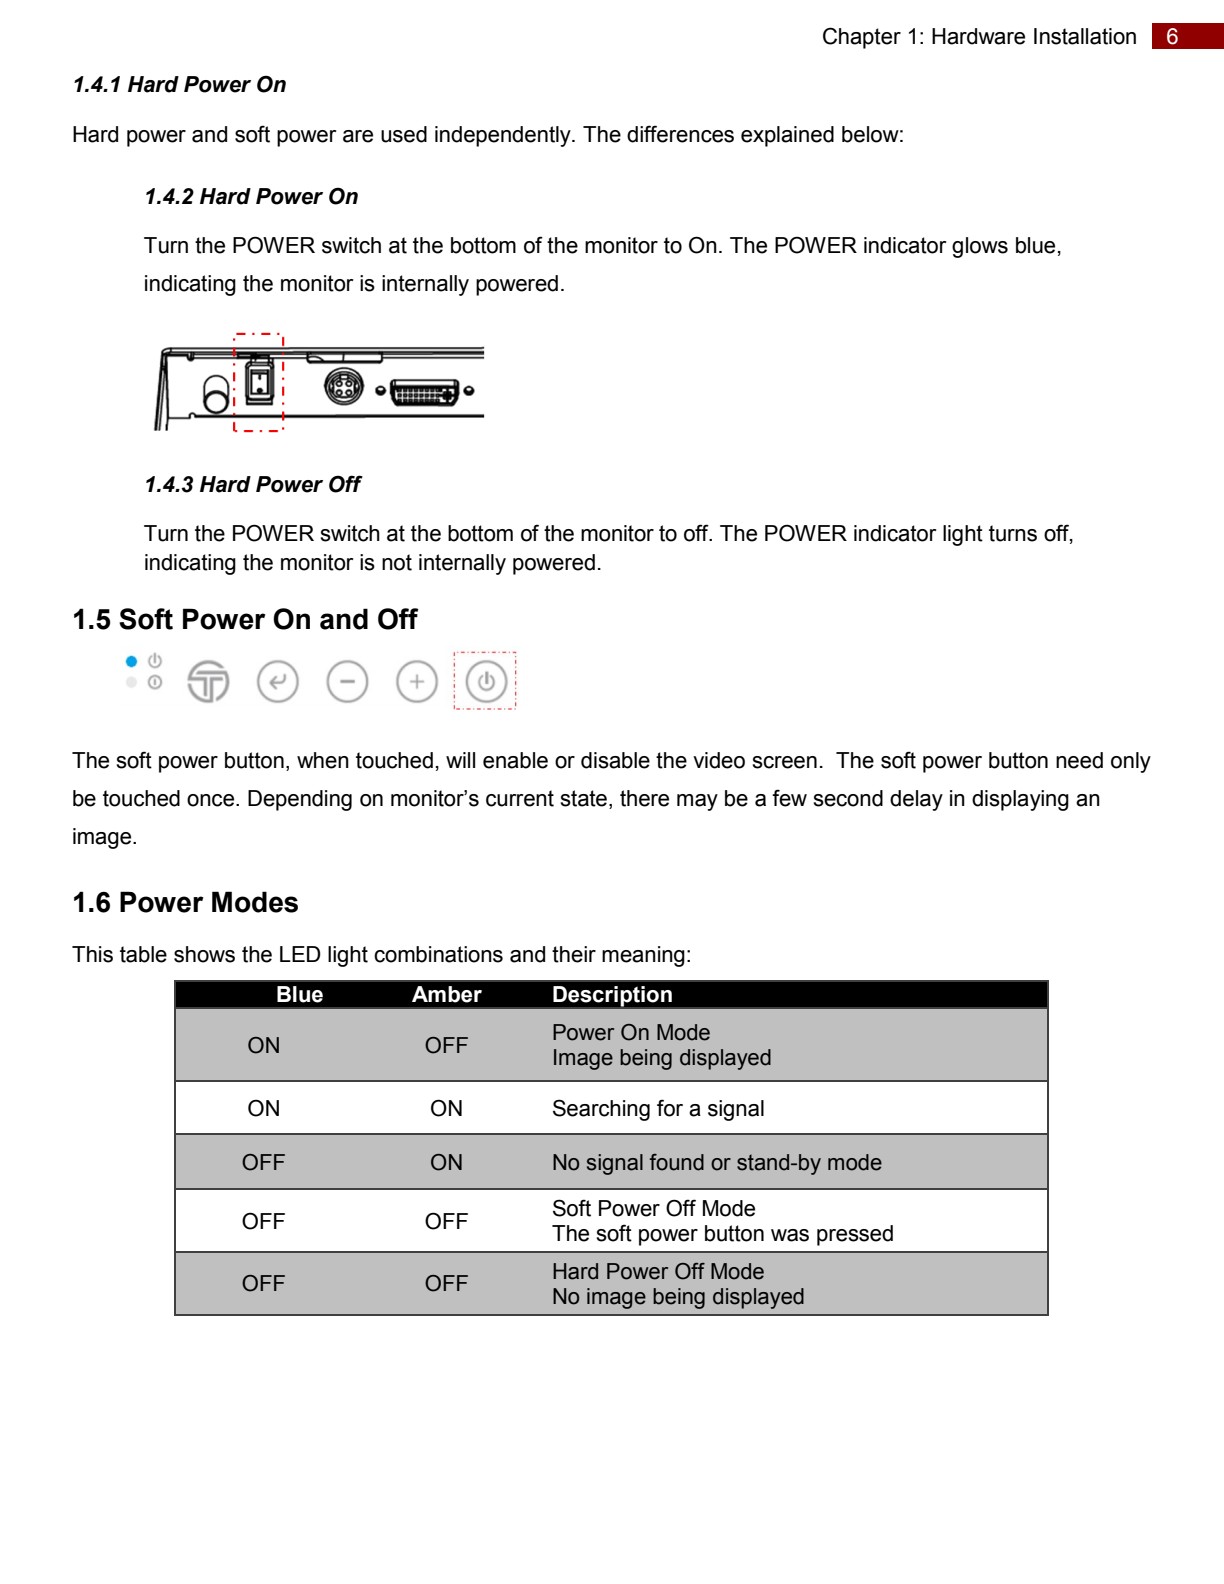 Chapter 1: Hardware Installation 6
1.4.1 Hard Power On
Hard power and soft power are used independently. The differences explained below:
1.4.2 Hard Power On
Turn the POWER switch at the bottom of the monitor to On. The POWER indicator glows blue,
indicating the monitor is internally powered.
1.4.3 Hard Power Off
Turn the POWER switch at the bottom of the monitor to off. The POWER indicator light turns off,
indicating the monitor is not internally powered.
1.5 Soft Power On and Off
The soft power button, when touched, will enable or disable the video screen.  The soft power button need only
be touched once. Depending on monitor’s current state, there may be a few second delay in displaying an
image.
1.6 Power Modes
This table shows the LED light combinations and their meaning:
Blue Amber Description
ON OFF Power On Mode
Image being displayed
ON ON Searching for a signal
OFF ON No signal found or stand-by mode
OFF OFF Soft Power Off Mode
The soft power button was pressed
OFF OFF Hard Power Off Mode
No image being displayed